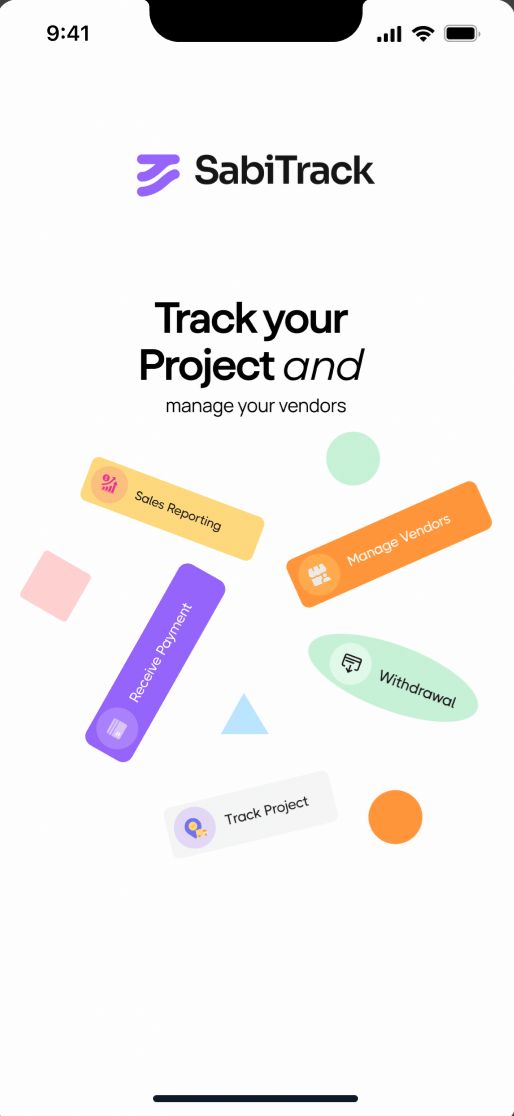 9:41
SabiTrack
Track your
Project and
manage your vendors
Sales Reporting
Manage Vendors
Receive Payment
Withdrawal
Track Project